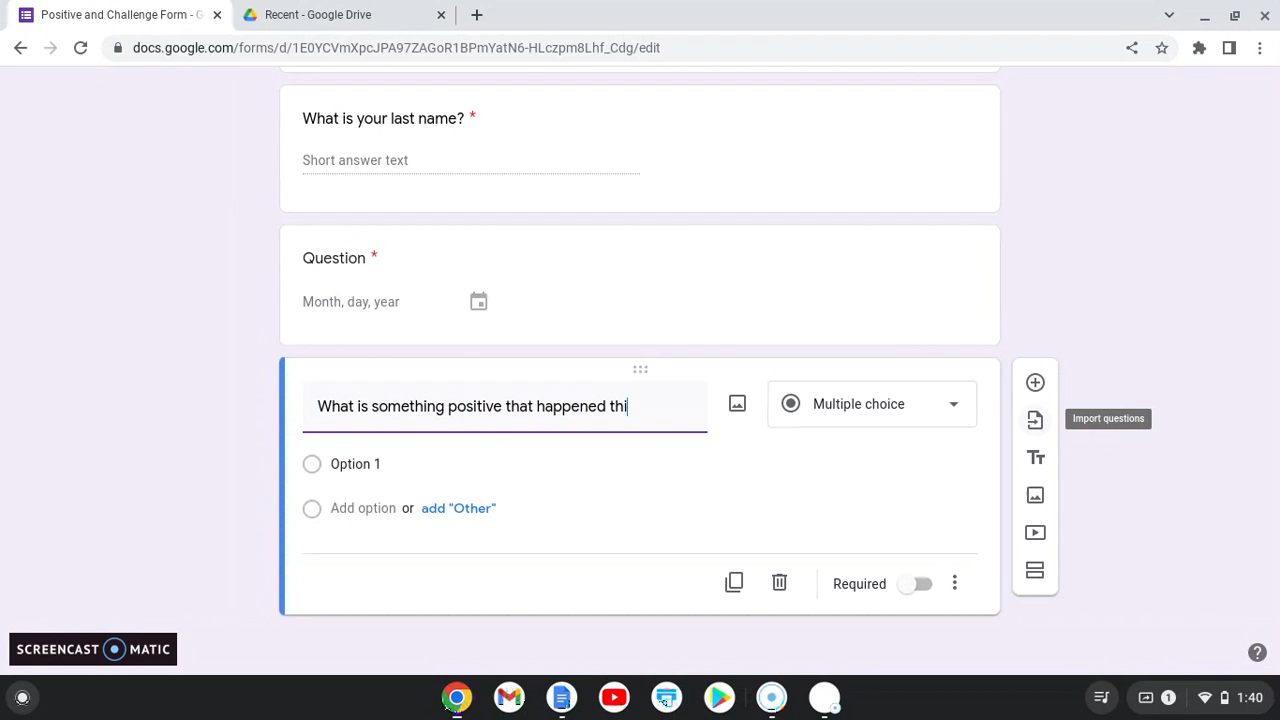 Positive and Challenge Form - G
Recent - Google Drive
docs.google.com/forms/d/1E0YCVmXpcJPA97ZAGoR1BPmYatN6-HLczpm8Lhf_Cdg/edit
What is your last name? *
Short answer text
Question *
Month, day, year
What is something positive that happened thi
Multiple choice
Import questions
Option 1
Add option or add "Other"
Required
SCREENCAST MATIC
1 1:40